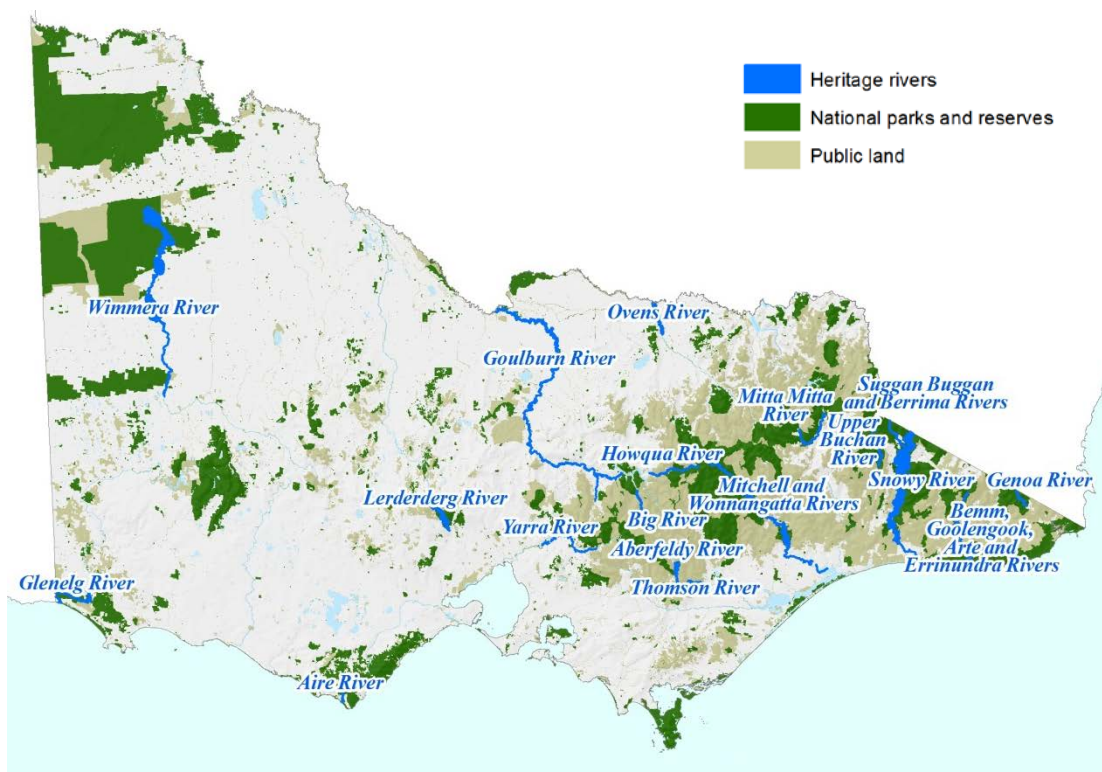 Heritage rivers
National parks and reserves
Public land
Wimmera River
Ovens River
Goulburn River
Suggan Buggan
and Berrima Rivers
Mitta Mitta
River
Upper
Buchan
River
Howqua River
Snowy River
Genoa River
Mitchell and
Wonnangatta Rivers
Lerderderg River
Big River
Bemm,
Goolengook,
Arte and
Errinundra Rivers
Yarra River
Aberfeldy River
Thomson River
Glenelg River
Aire River